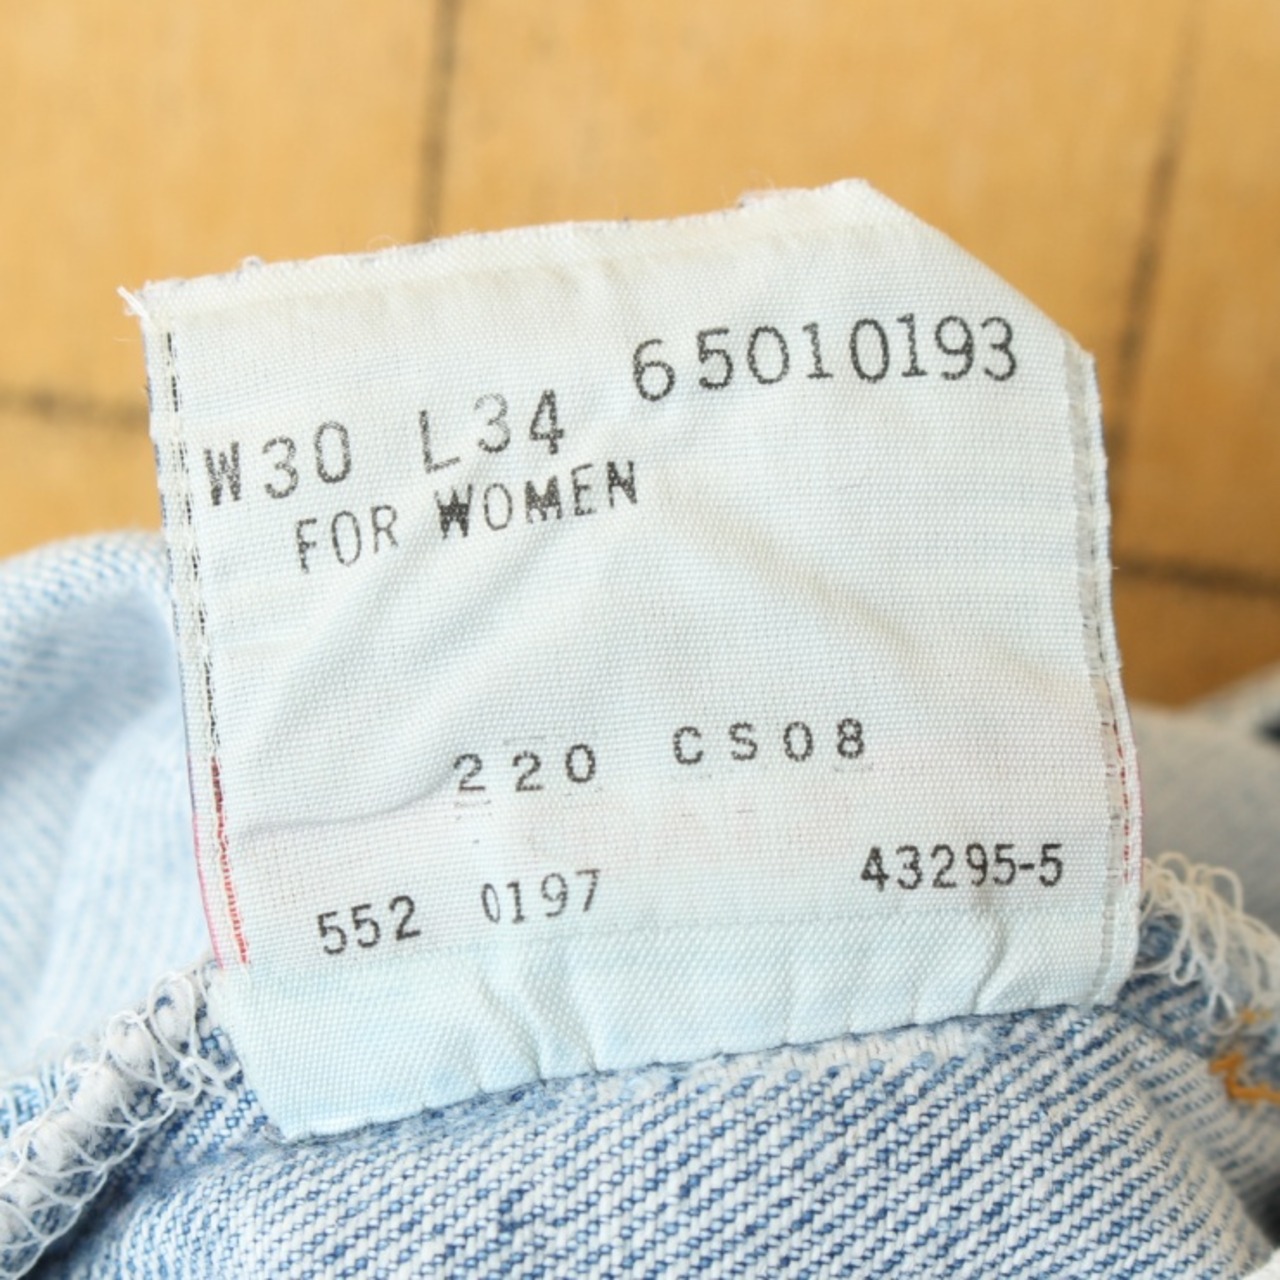 65010193
W30 L34
FOR WOMEN
220 CS08
552 0197 43295-5